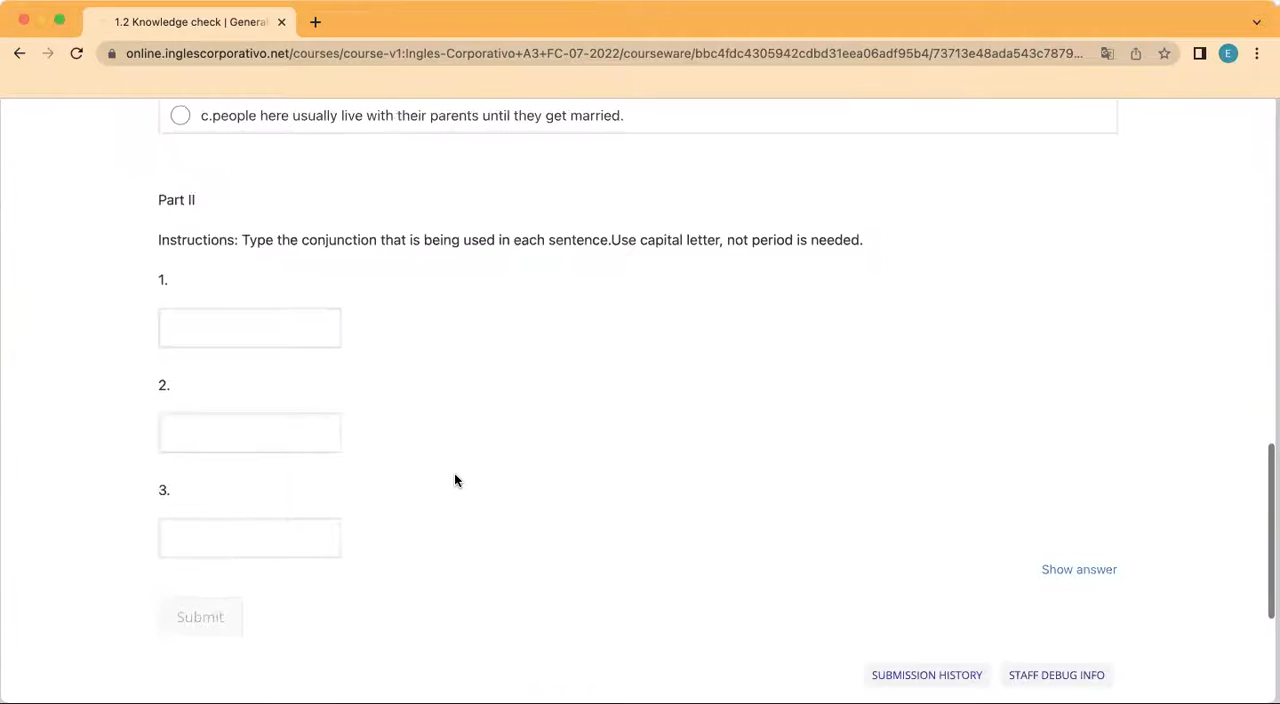 1.2 Knowledge check | General
online.inglescorporativo.net/courses/course-v1:Ingles-Corporativo+A3+FC-07-2022/courseware/bbc4fdc4305942cdbd31eea06adf95b4/73713e48ada543c7879...
E
c.people here usually live with their parents until they get married.
Part II
Instructions: Type the conjunction that is being used in each sentence.Use capital letter, not period is needed.
1.
2.
3.
Show answer
Submit
SUBMISSION HISTORY
STAFF DEBUG INFO